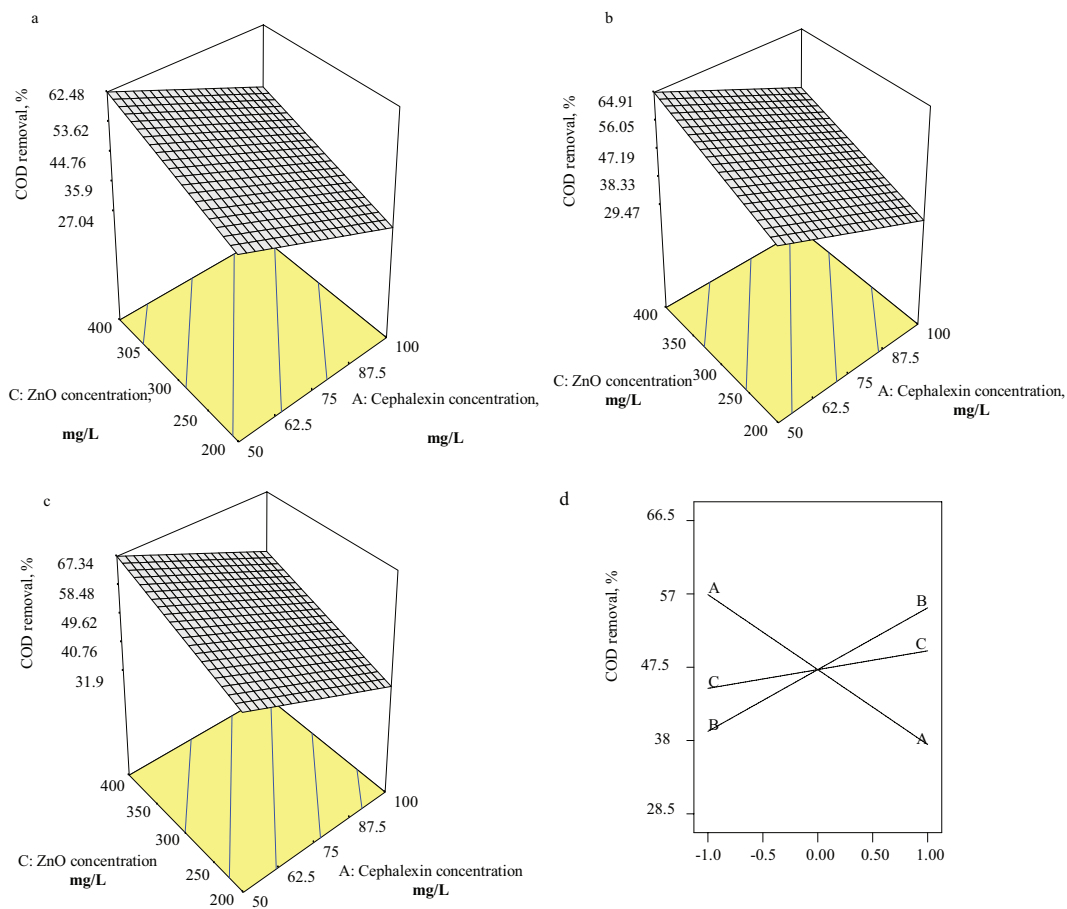 a
COD removal, %
62.48
53.62
44.76
35.9
27.04
400
305
300
250
200
C: ZnO concentration,
mg/L
50
62.5
75
87.5
100
A: Cephalexin concentration,
mg/L
b
COD removal, %
64.91
56.05
47.19
38.33
29.47
400
350
300
250
200
C: ZnO concentration
mg/L
50
62.5
75
87.5
100
A: Cephalexin concentration,
mg/L
c
COD removal, %
67.34
58.48
49.62
40.76
31.9
400
350
300
250
200
C: ZnO concentration
mg/L
50
62.5
75
87.5
100
A: Cephalexin concentration
mg/L
d
COD removal, %
66.5
57
47.5
38
28.5
A
B
C
C
B
A
-1.0
-0.5
0.00
0.50
1.00